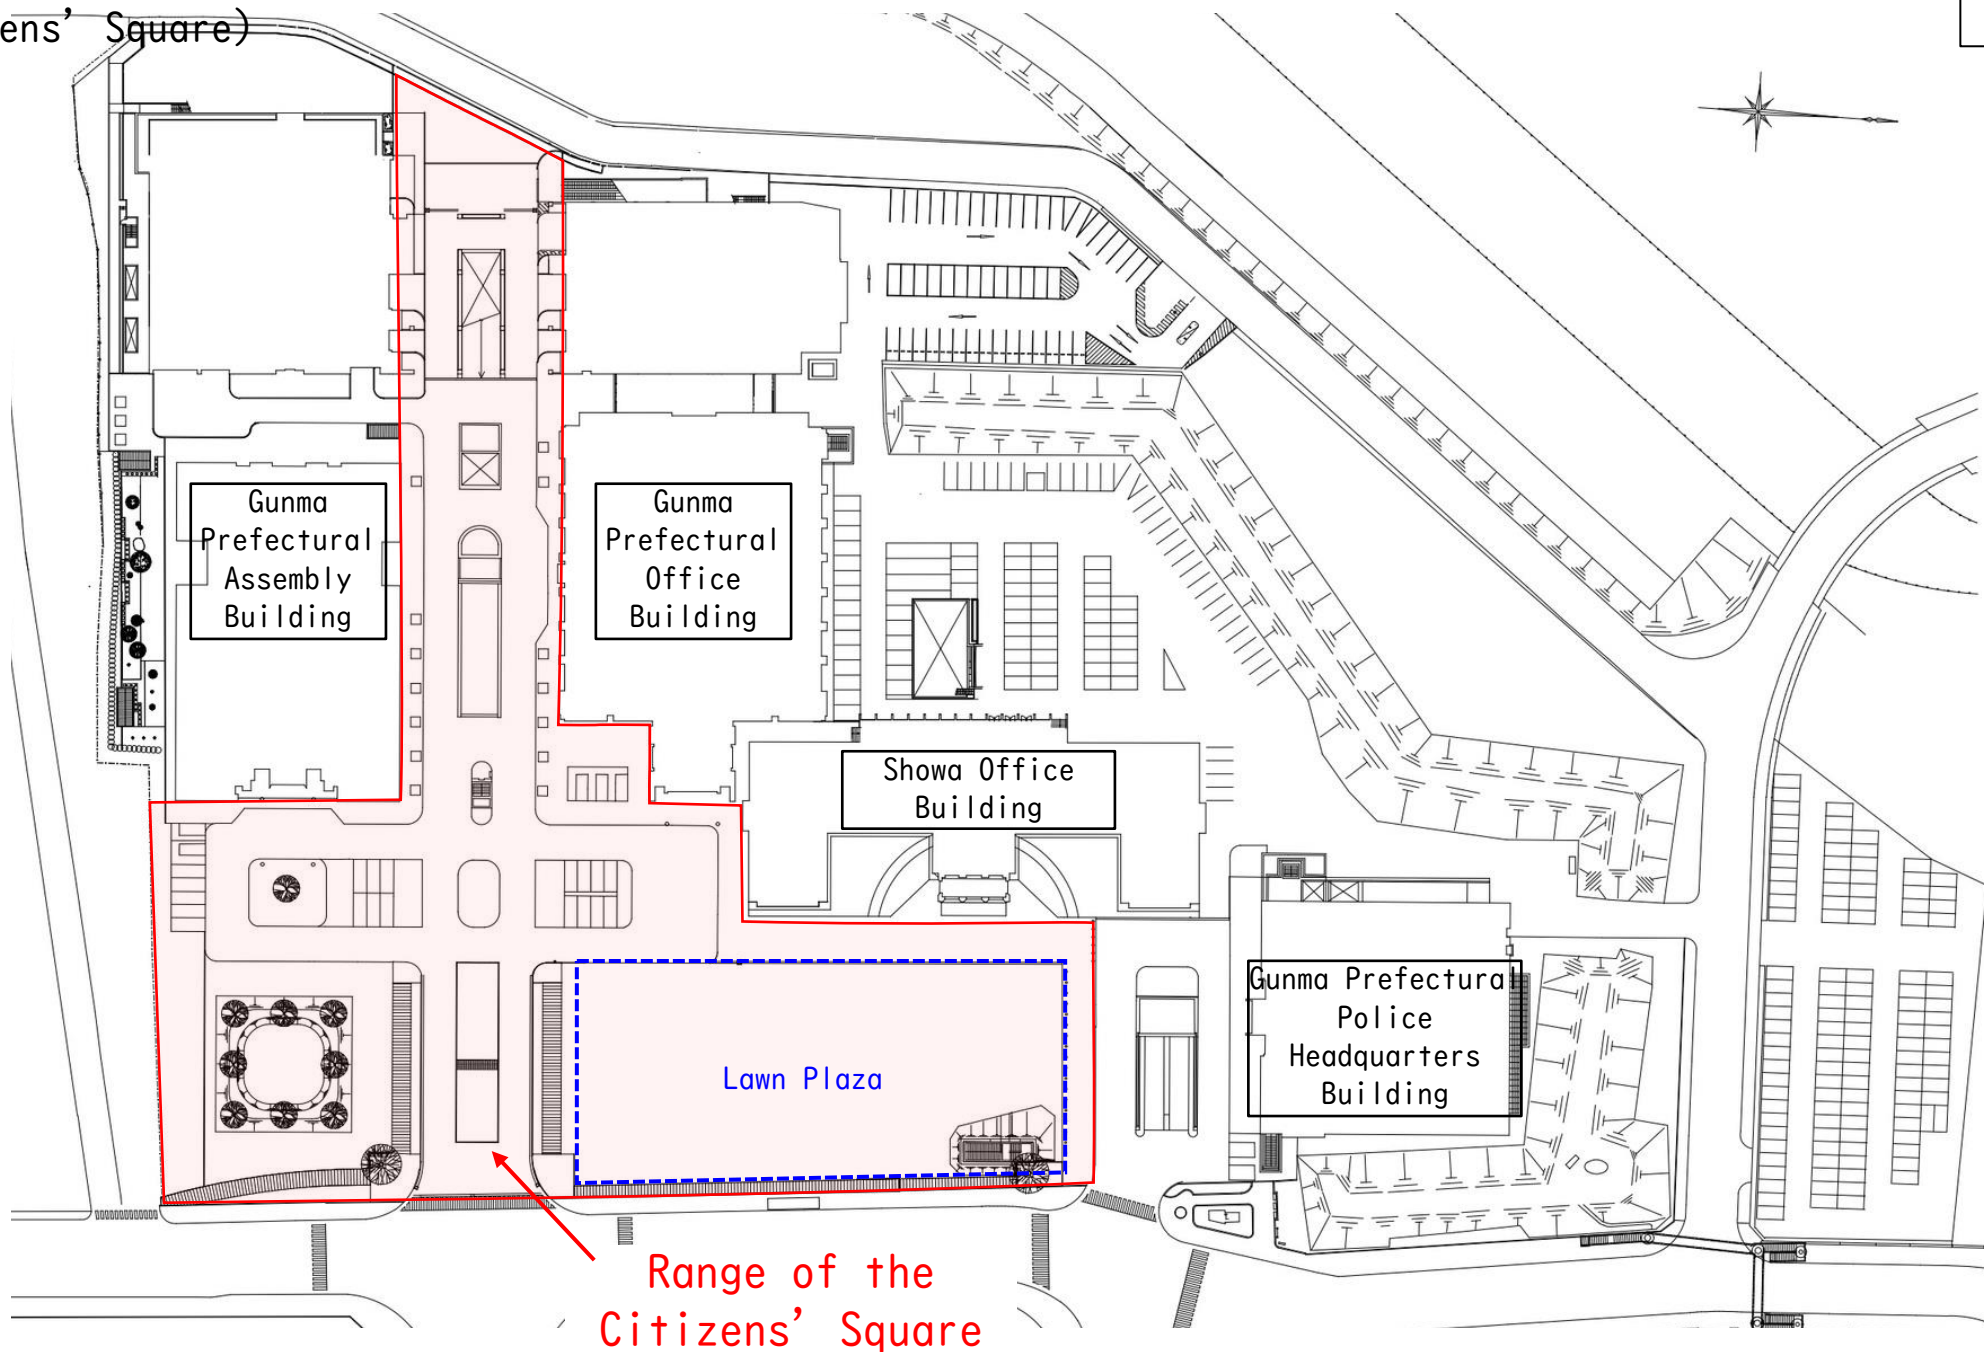 ens' Square)
Gunma
Prefectural
Assembly
Building
Gunma
Prefectural
Office
Building
Showa Office
Building
Gunma Prefectural
Police
Headquarters
Building
Lawn Plaza
Range of the
Citizens' Square